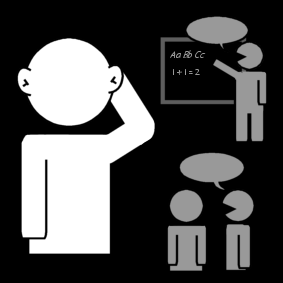 Aa Bb Cc
1 + 1 = 2